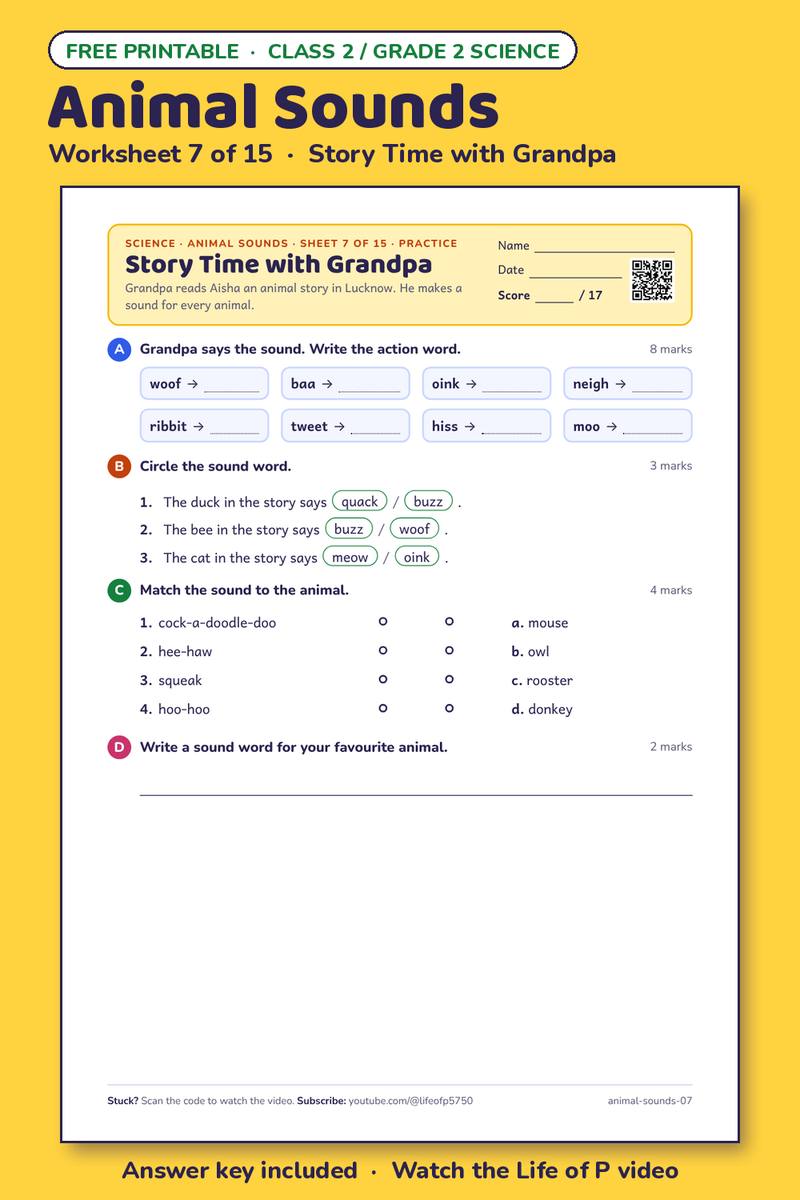 FREE PRINTABLE · CLASS 2 / GRADE 2 SCIENCE
Animal Sounds
Worksheet 7 of 15 · Story Time with Grandpa
SCIENCE · ANIMAL SOUNDS · SHEET 7 OF 15 · PRACTICE
Story Time with Grandpa
Grandpa reads Aisha an animal story in Lucknow. He makes a
sound for every animal.
Name
Date
Score / 17
A Grandpa says the sound. Write the action word. 8 marks
woof → baa → oink → neigh →
ribbit → tweet → hiss → moo →
B Circle the sound word. 3 marks
1. The duck in the story says quack / buzz .
2. The bee in the story says buzz / woof .
3. The cat in the story says meow / oink .
C Match the sound to the animal. 4 marks
1. cock-a-doodle-doo a. mouse
2. hee-haw b. owl
3. squeak c. rooster
4. hoo-hoo d. donkey
D Write a sound word for your favourite animal. 2 marks
Stuck? Scan the code to watch the video. Subscribe: youtube.com/@lifeofp5750 animal-sounds-07
Answer key included · Watch the Life of P video